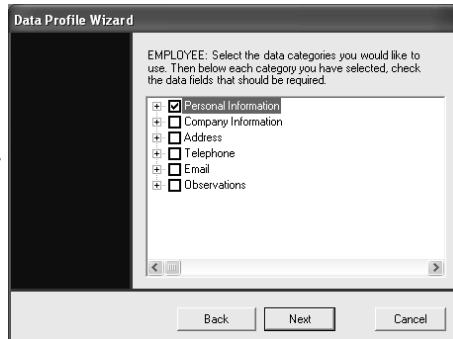 Data Profile Wizard
EMPLOYEE: Select the data categories you would like to
use. Then below each category you have selected, check
the data fields that should be required.
Personal Information
Company Information
Address
Telephone
Email
Observations
Back Next Cancel